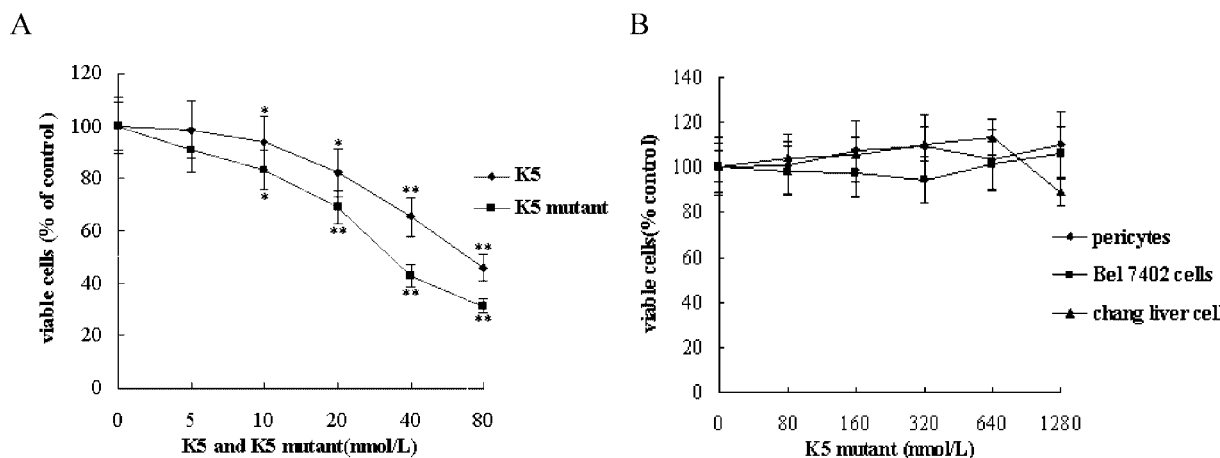 A
120
100
80
60
40
20
0
0 5 10 20 40 80
viable cells (% of control )
K5 and K5 mutant(nmol/L)
* * ** **
* ** ** **
K5
K5 mutant
B
140
120
100
80
60
40
20
0
0 80 160 320 640 1280
viable cells(% control)
K5 mutant (nmol/L)
pericytes
Bel 7402 cells
chang liver cell